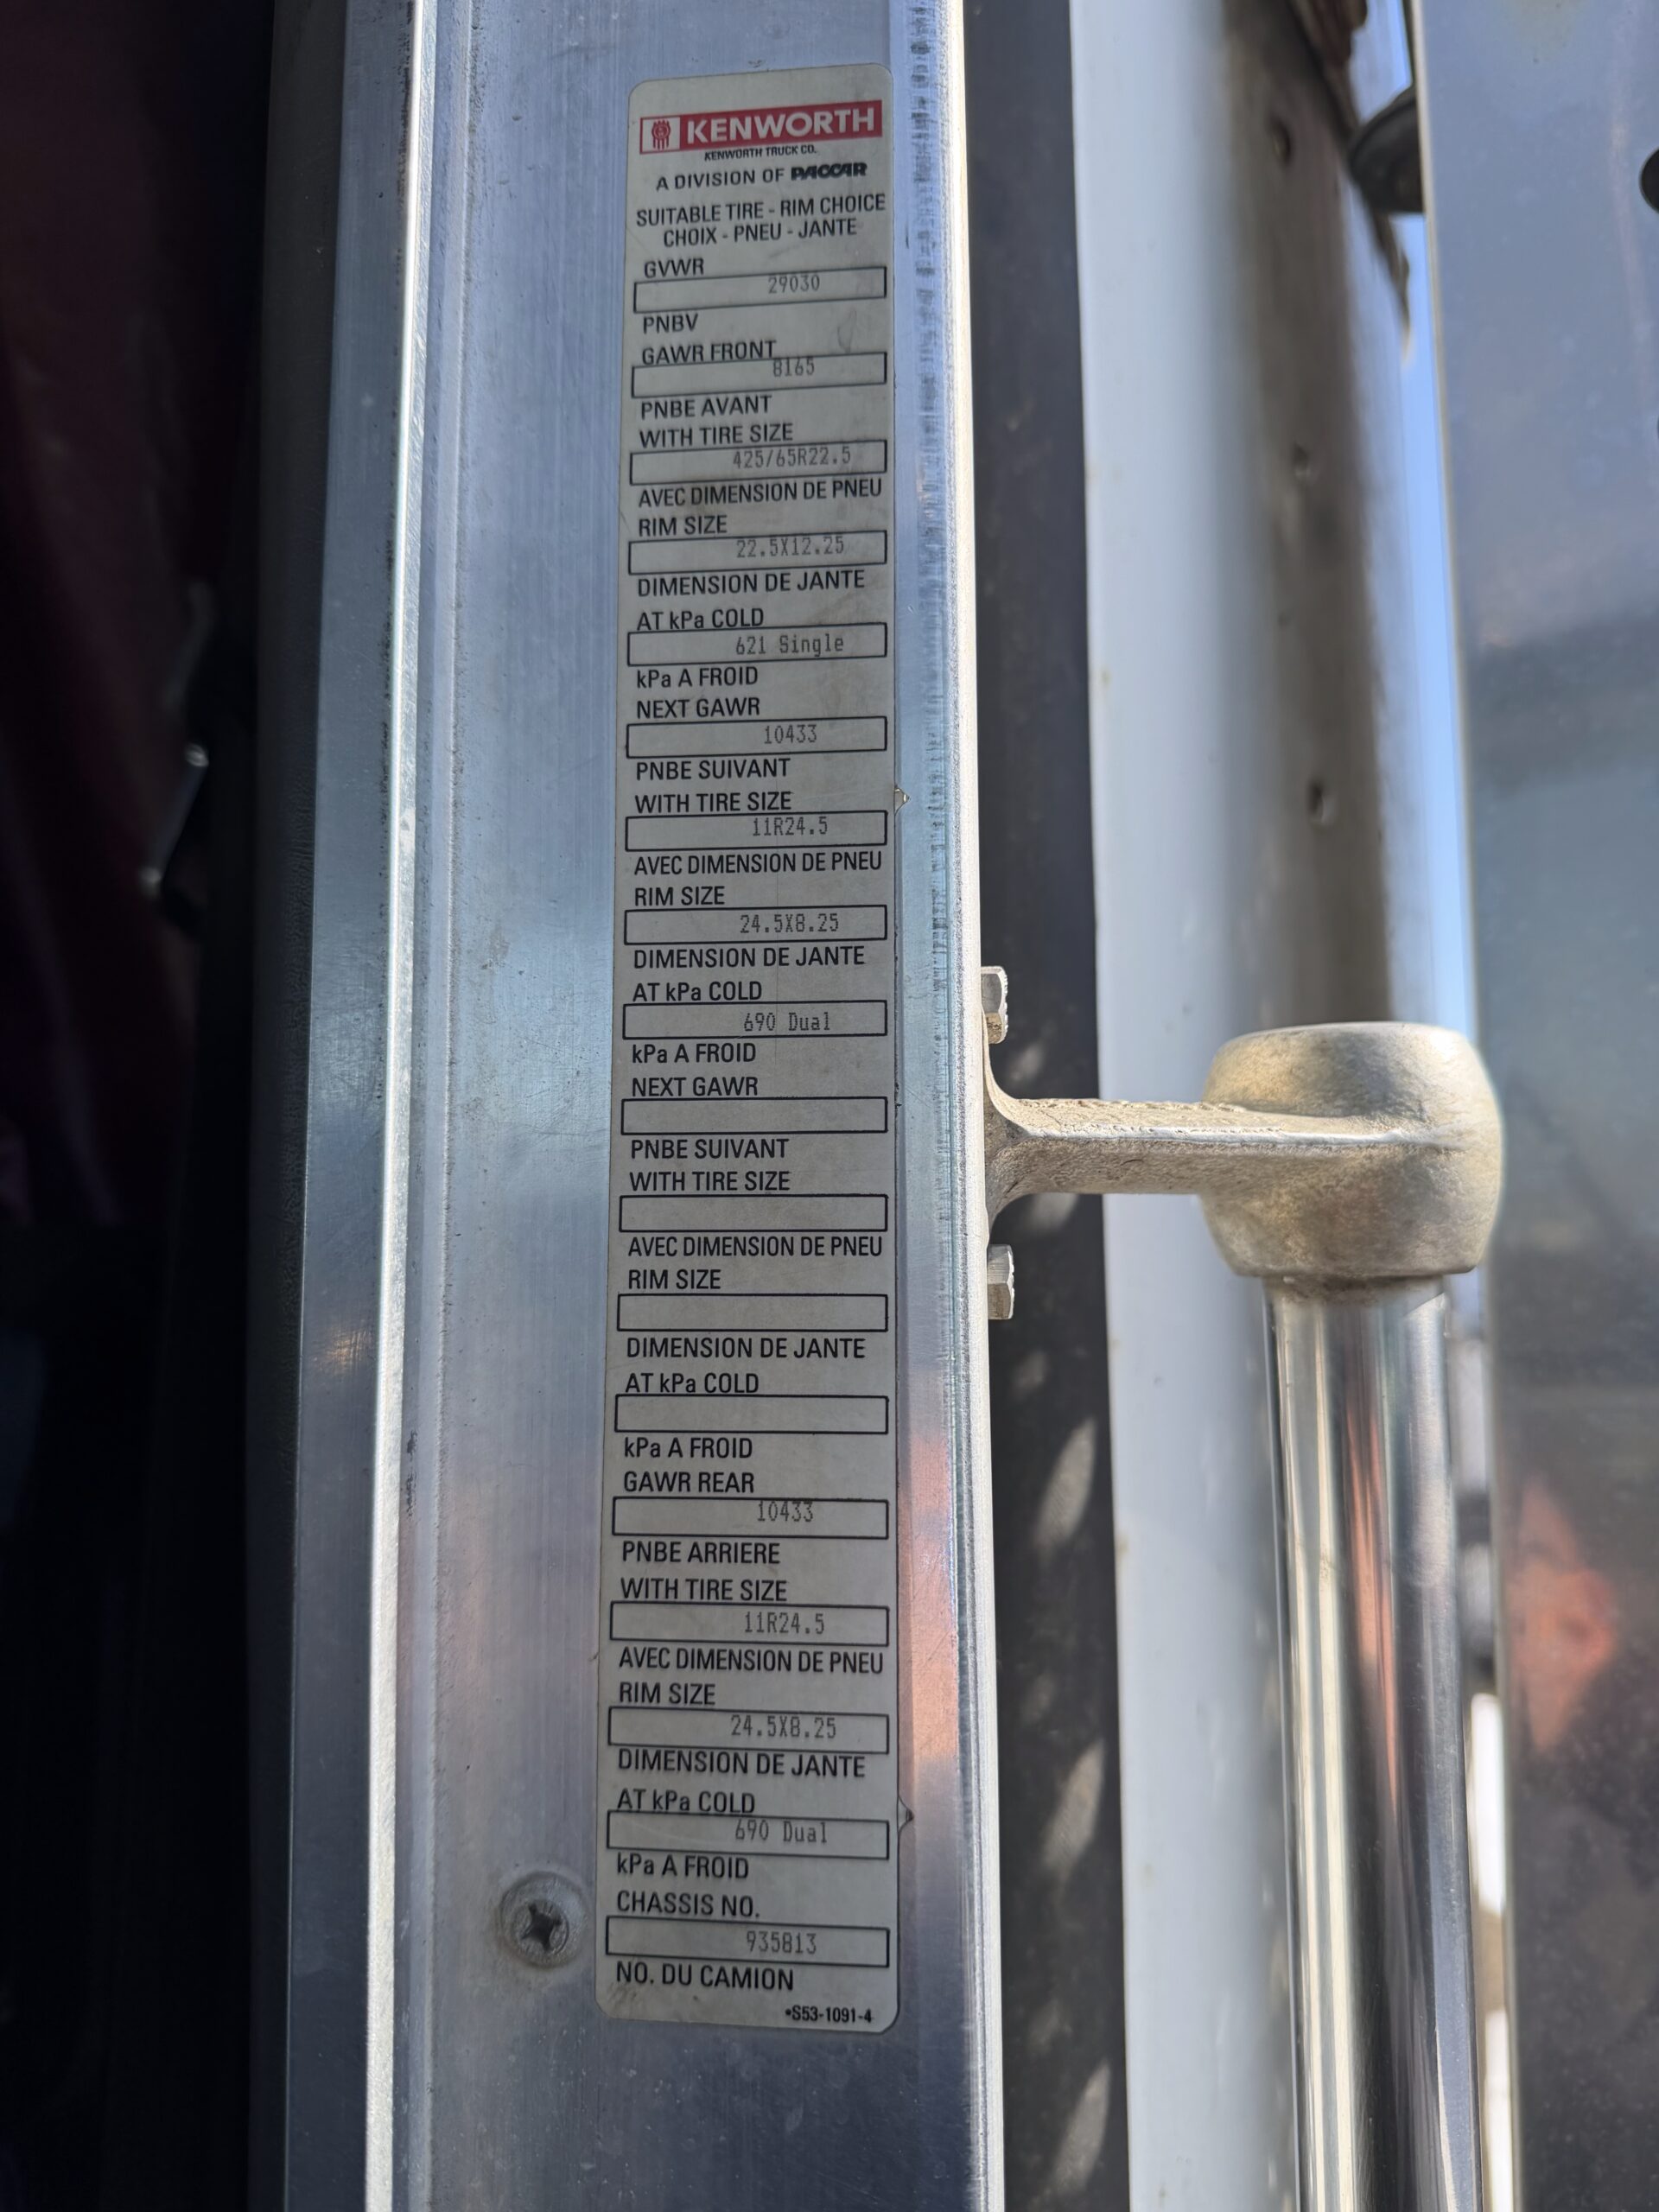 KENWORTH
KENWORTH TRUCK CO.
A DIVISION OF PACCAR
SUITABLE TIRE - RIM CHOICE
CHOIX - PNEU - JANTE
GVWR
29030
PNBV
GAWR FRONT
8165
PNBE AVANT
WITH TIRE SIZE
425/65R22.5
AVEC DIMENSION DE PNEU
RIM SIZE
22.5X12.25
DIMENSION DE JANTE
AT kPa COLD
621 Single
kPa A FROID
NEXT GAWR
10433
PNBE SUIVANT
WITH TIRE SIZE
11R24.5
AVEC DIMENSION DE PNEU
RIM SIZE
24.5X8.25
DIMENSION DE JANTE
AT kPa COLD
690 Dual
kPa A FROID
NEXT GAWR
PNBE SUIVANT
WITH TIRE SIZE
AVEC DIMENSION DE PNEU
RIM SIZE
DIMENSION DE JANTE
AT kPa COLD
kPa A FROID
GAWR REAR
10433
PNBE ARRIERE
WITH TIRE SIZE
11R24.5
AVEC DIMENSION DE PNEU
RIM SIZE
24.5X8.25
DIMENSION DE JANTE
AT kPa COLD
690 Dual
kPa A FROID
CHASSIS NO.
935813
NO. DU CAMION
•S53-1091-4